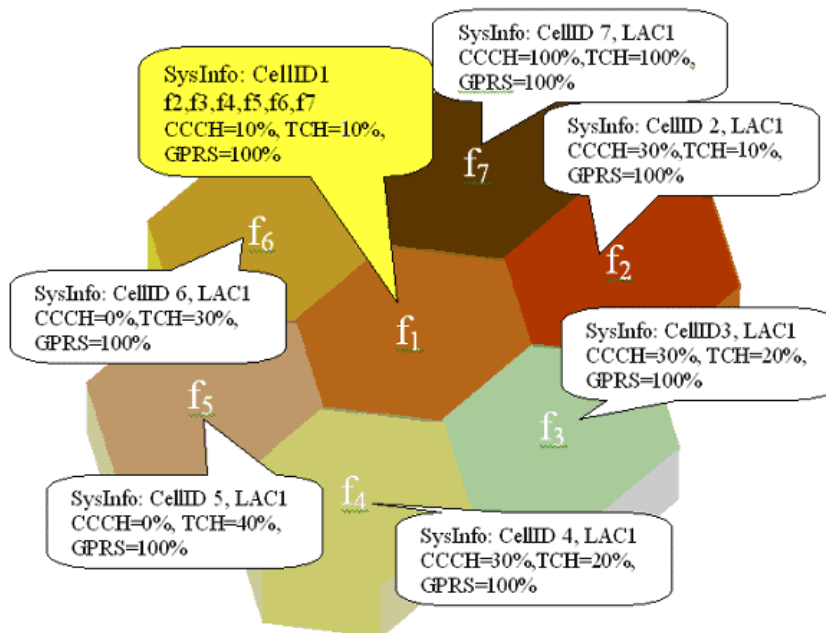 SysInfo: CellID 7, LAC1
CCCH=100%,TCH=100%,
GPRS=100%
SysInfo: CellID1
f2,f3,f4,f5,f6,f7
CCCH=10%, TCH=10%,
GPRS=100%
SysInfo: CellID 2, LAC1
CCCH=30%,TCH=10%,
GPRS=100%
f7
f6
f2
SysInfo: CellID 6, LAC1
CCCH=0%,TCH=30%,
GPRS=100%
f1
SysInfo: CellID3, LAC1
CCCH=30%, TCH=20%,
GPRS=100%
f5
f3
SysInfo: CellID 5, LAC1
CCCH=0%, TCH=40%,
GPRS=100%
f4
SysInfo: CellID 4, LAC1
CCCH=30%,TCH=20%,
GPRS=100%